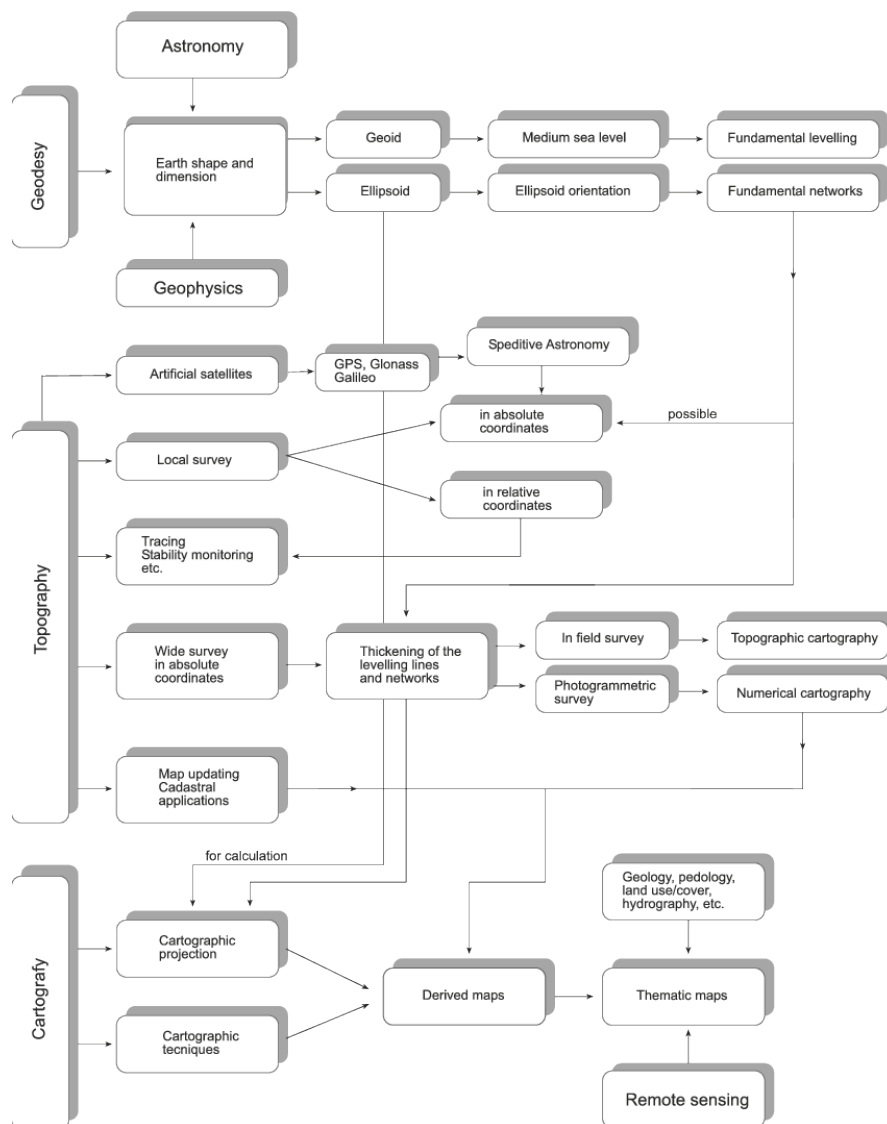 Astronomy
Geodesy
Earth shape and
dimension
Geoid
Medium sea level
Fundamental levelling
Ellipsoid
Ellipsoid orientation
Fundamental networks
Geophysics
Topography
Artificial satellites
GPS, Glonass
Galileo
Speditive Astronomy
in absolute
coordinates
possible
Local survey
in relative
coordinates
Tracing
Stability monitoring
etc.
Wide survey
in absolute
coordinates
Thickening of the
levelling lines
and networks
In field survey
Topographic cartography
Photogrammetric
survey
Numerical cartography
Map updating
Cadastral
applications
for calculation
Geology, pedology,
land use/cover,
hydrography, etc.
Cartografy
Cartographic
projection
Derived maps
Thematic maps
Cartographic
tecniques
Remote sensing